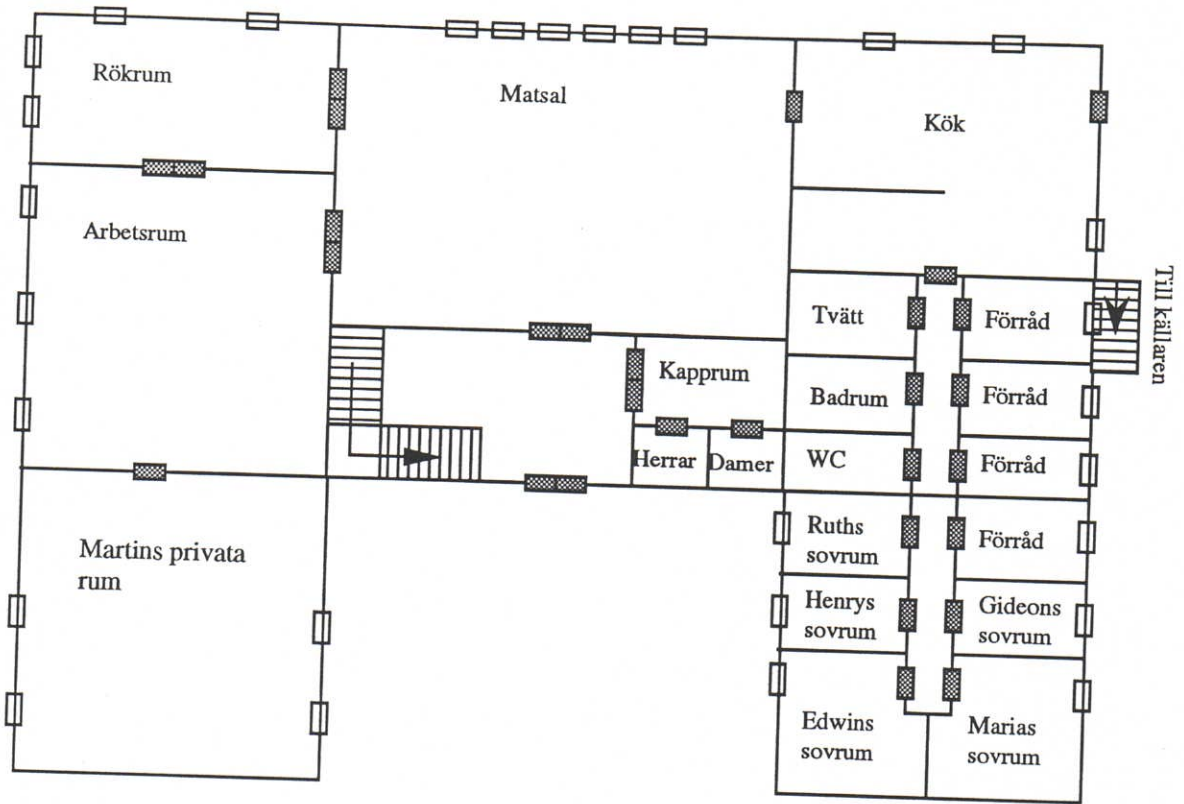 Rökrum
Matsal
Kök
Arbetsrum
Till källaren
Tvätt
Förråd
Kapprum
Badrum
Förråd
Herrar
Damer
WC
Förråd
Ruths
sovrum
Förråd
Martins privata
rum
Henrys
sovrum
Gideons
sovrum
Edwins
sovrum
Marias
sovrum